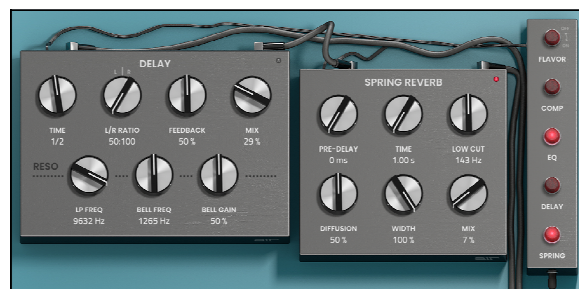 DELAY
L R
TIME L/R RATIO FEEDBACK MIX
1/2 50:100 50 % 29 %
RESO
LP FREQ BELL FREQ BELL GAIN
9632 Hz 1265 Hz 50 %
SPRING REVERB
PRE-DELAY TIME LOW CUT
0 ms 1.00 s 143 Hz
DIFFUSION WIDTH MIX
50 % 100 % 7 %
FLAVOR
COMP
EQ
DELAY
SPRING